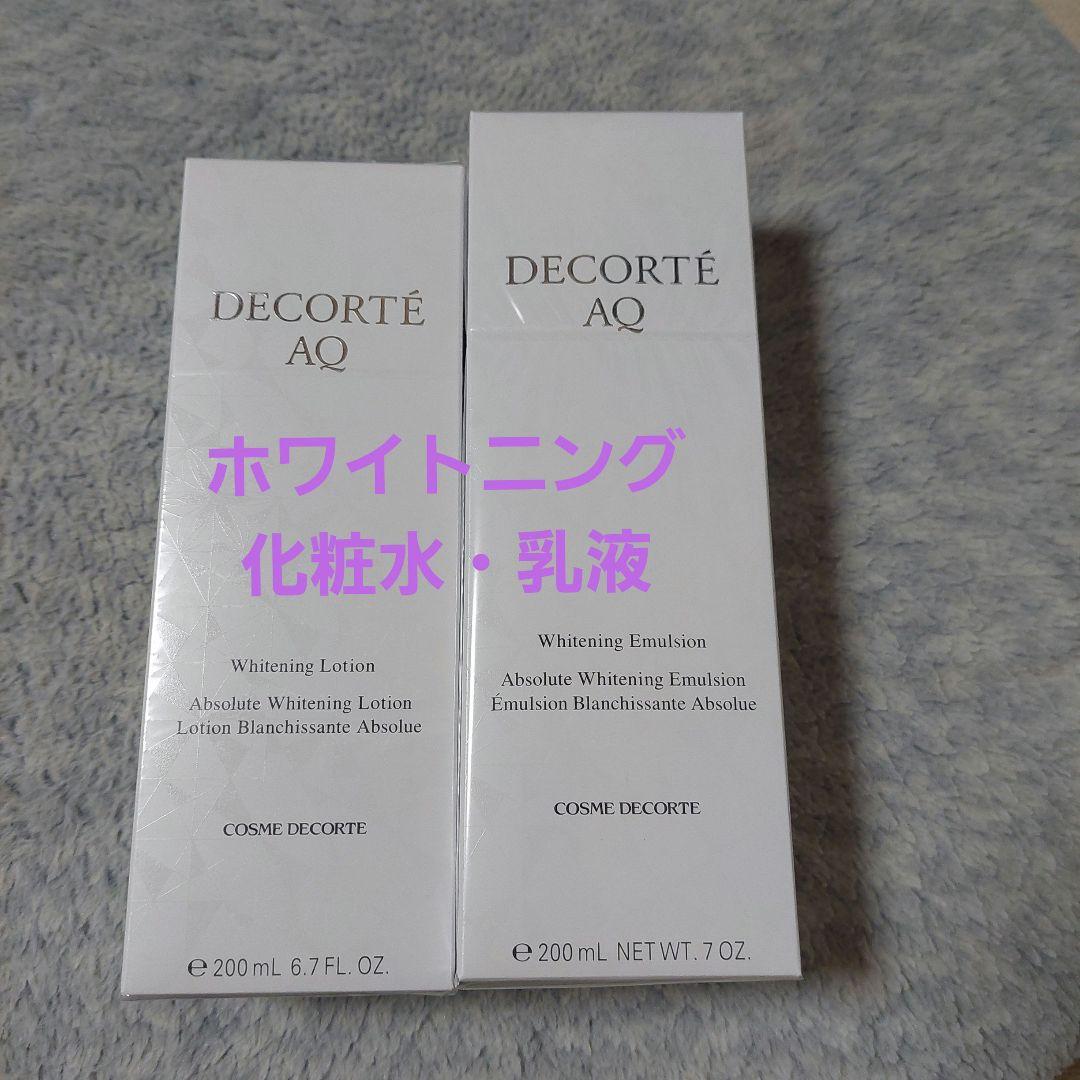 DECORTÉ
AQ
Whitening Lotion
Absolute Whitening Lotion
Lotion Blanchissante Absolue
COSME DECORTE
℮ 200 mL 6.7 FL. OZ.
DECORTÉ
AQ
Whitening Emulsion
Absolute Whitening Emulsion
Émulsion Blanchissante Absolue
COSME DECORTE
℮ 200 mL NET WT. 7 OZ.
ホワイトニング
化粧水・乳液